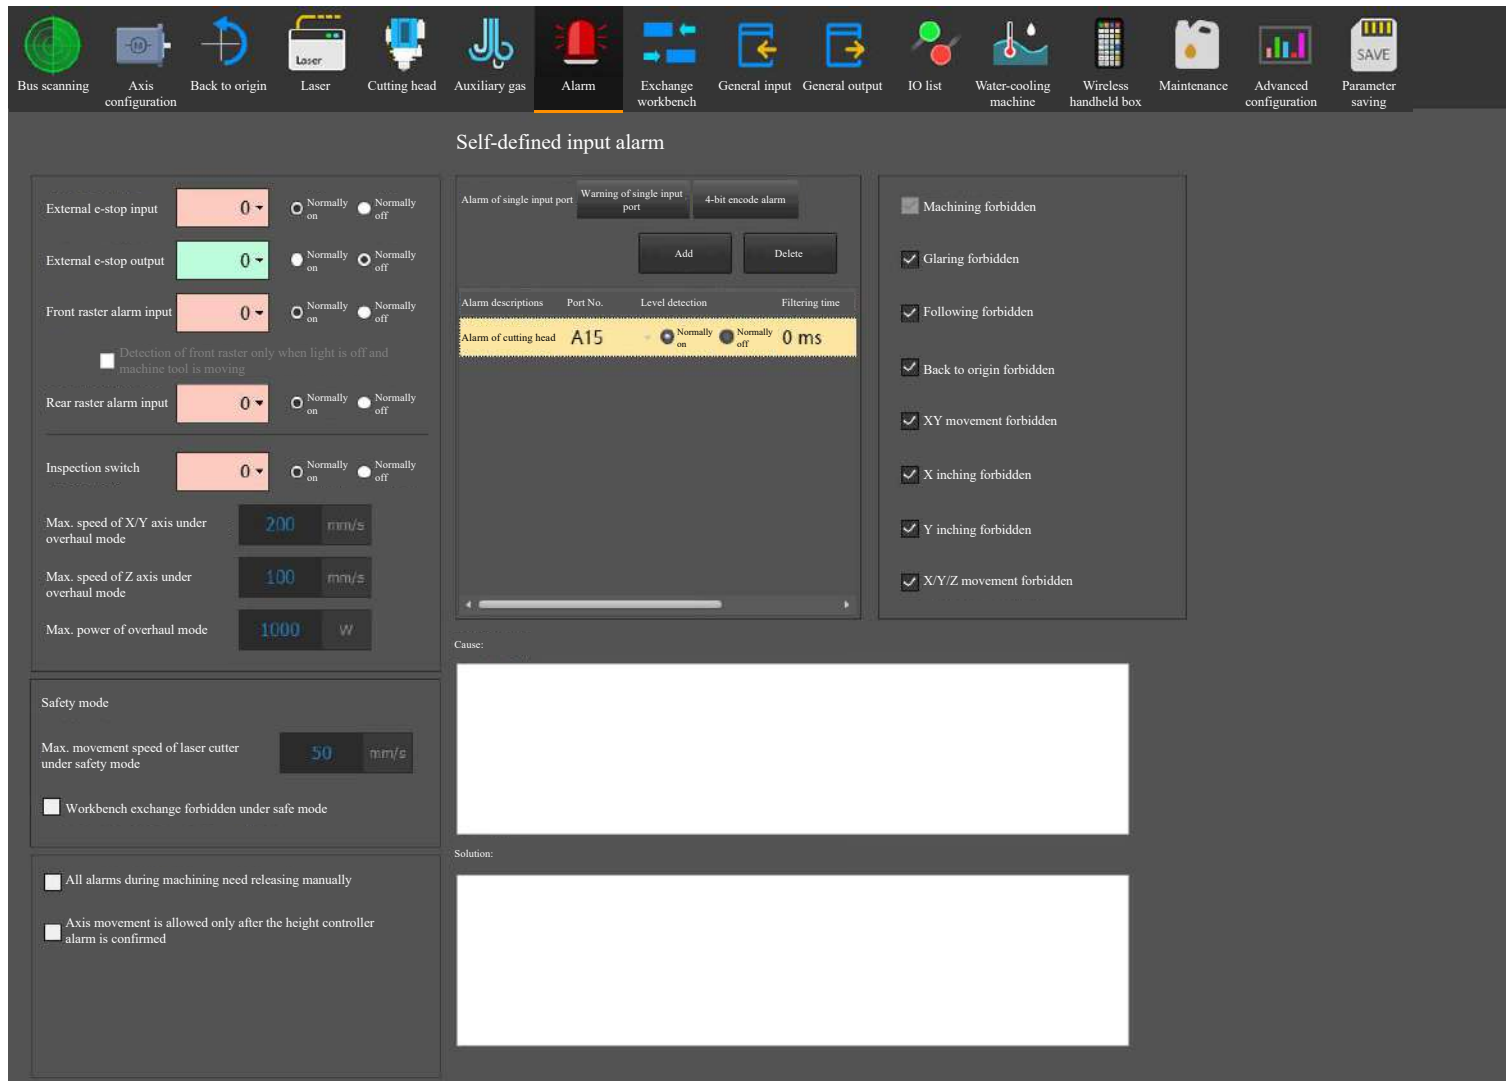 Laser
SAVE
Bus scanning
Axis
configuration
Back to origin
Laser
Cutting head
Auxiliary gas
Alarm
Exchange
workbench
General input
General output
IO list
Water-cooling
machine
Wireless
handheld box
Maintenance
Advanced
configuration
Parameter
saving
Self-defined input alarm
External e-stop input
0
Normally
on
Normally
off
External e-stop output
0
Normally
on
Normally
off
Front raster alarm input
0
Normally
on
Normally
off
Detection of front raster only when light is off and
machine tool is moving
Rear raster alarm input
0
Normally
on
Normally
off
Inspection switch
0
Normally
on
Normally
off
Max. speed of X/Y axis under
overhaul mode
200 mm/s
Max. speed of Z axis under
overhaul mode
100 mm/s
Max. power of overhaul mode
1000 W
Safety mode
Max. movement speed of laser cutter
under safety mode
50 mm/s
Workbench exchange forbidden under safe mode
All alarms during machining need releasing manually
Axis movement is allowed only after the height controller
alarm is confirmed
Alarm of single input port
Warning of single input
port
4-bit encode alarm
Add
Delete
Alarm descriptions
Port No.
Level detection
Filtering time
Alarm of cutting head
A15
Normally
on
Normally
off
0 ms
Machining forbidden
Glaring forbidden
Following forbidden
Back to origin forbidden
XY movement forbidden
X inching forbidden
Y inching forbidden
X/Y/Z movement forbidden
Cause:
Solution: